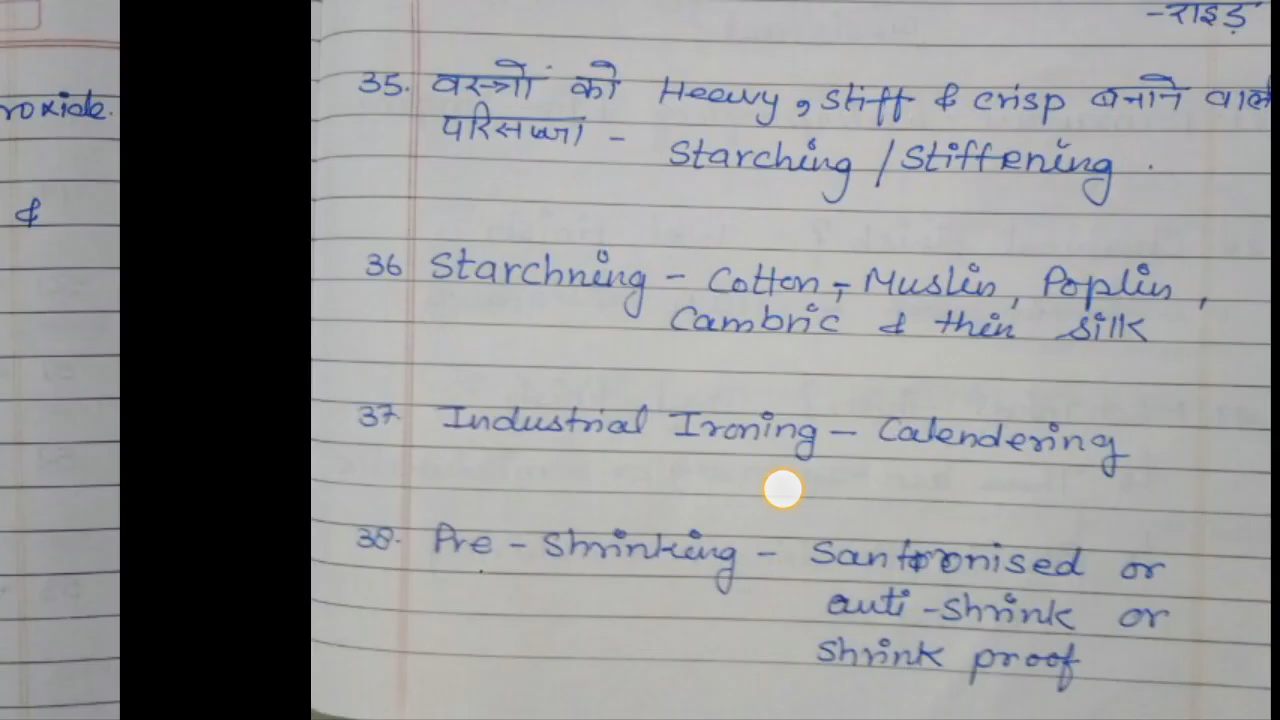 roxide.
&
-राइड़
35. वस्त्रों को Heavy, stiff & crisp बनाने वाले
परिसज्जा - Starching / Stiffening.
36 Starchning - Cotton, Muslin, Poplin,
Cambric & thin silk
37. Industrial Ironing - Calendering
38. Pre-Shrinking - Santronised or
anti-Shrink or
Shrink proof